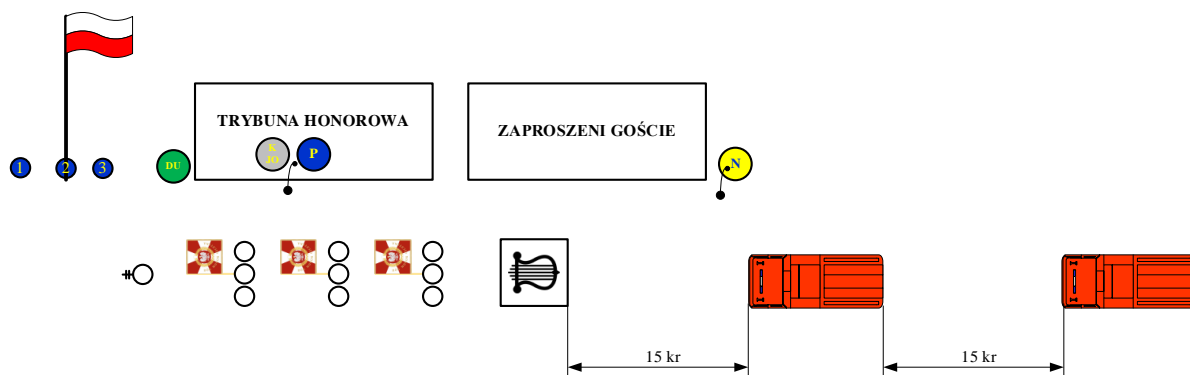 TRYBUNA HONOROWA
ZAPROSZENI GOŚCIE
K
JO
P
1
2
3
DU
N
15 kr
15 kr